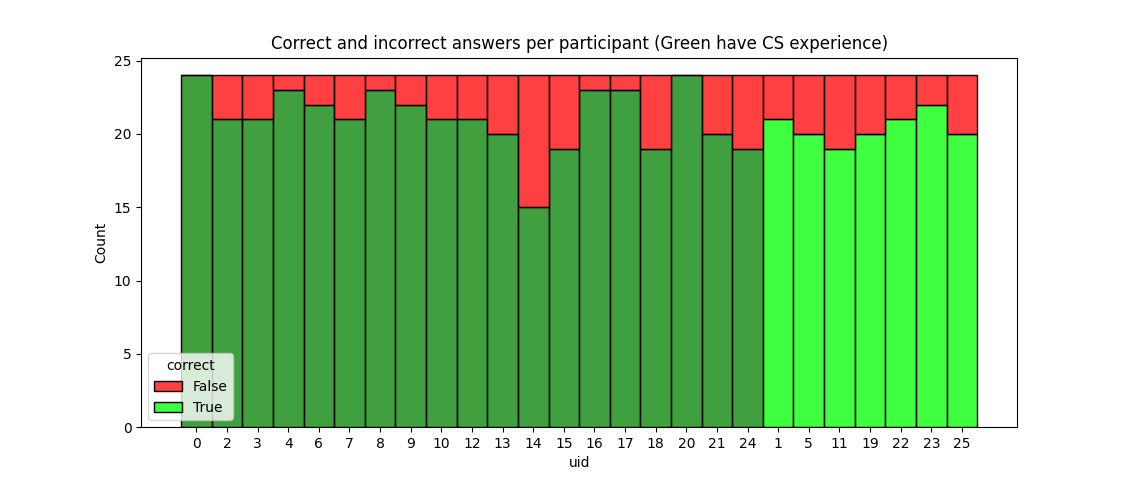 Correct and incorrect answers per participant (Green have CS experience)
25
20
15
10
5
0
Count
correct
False
True
0 2 3 4 6 7 8 9 10 12 13 14 15 16 17 18 20 21 24 1 5 11 19 22 23 25
uid